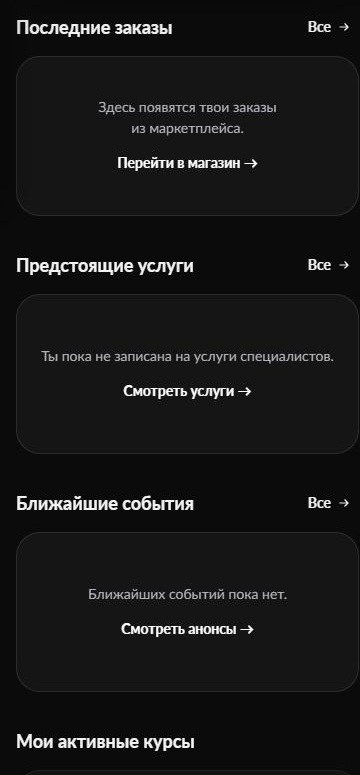 Последние заказы Все →
Здесь появятся твои заказы
из маркетплейса.
Перейти в магазин →
Предстоящие услуги Все →
Ты пока не записана на услуги специалистов.
Смотреть услуги →
Ближайшие события Все →
Ближайших событий пока нет.
Смотреть анонсы →
Мои активные курсы